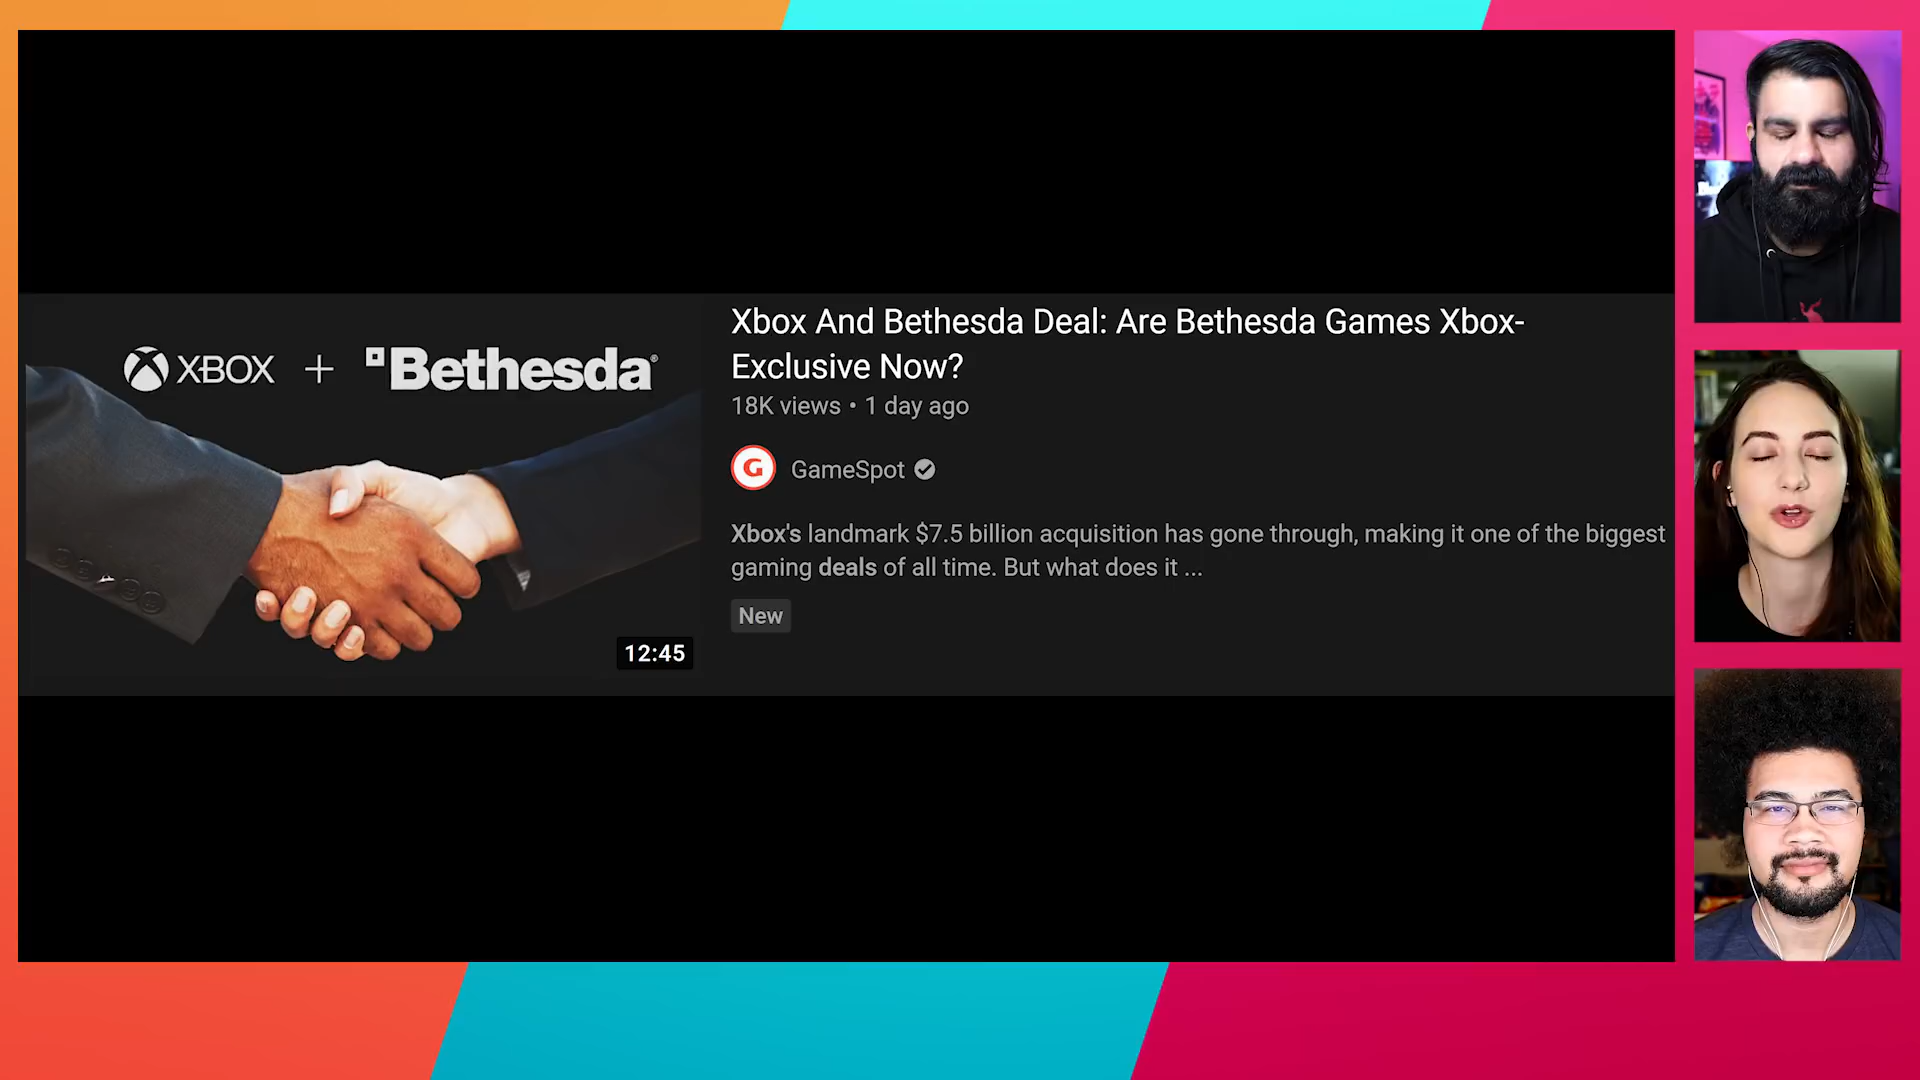 XBOX + Bethesda
12:45
Xbox And Bethesda Deal: Are Bethesda Games Xbox-
Exclusive Now?
18K views • 1 day ago
G GameSpot
Xbox's landmark $7.5 billion acquisition has gone through, making it one of the biggest
gaming deals of all time. But what does it ...
New